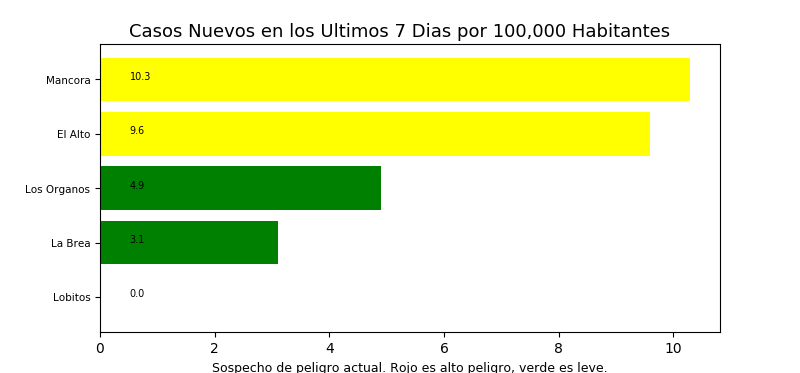 Casos Nuevos en los Ultimos 7 Dias por 100,000 Habitantes
Mancora 10.3
El Alto 9.6
Los Organos 4.9
La Brea 3.1
Lobitos 0.0
0 2 4 6 8 10
Sospecho de peligro actual. Rojo es alto peligro, verde es leve.